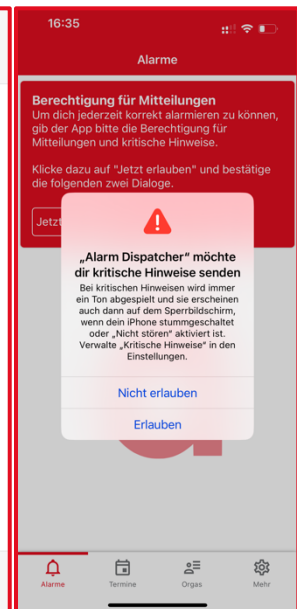 16:35
Alarme
Berechtigung für Mitteilungen
Um dich jederzeit korrekt alarmieren zu können,
gib der App bitte die Berechtigung für
Mitteilungen und kritische Hinweise.
Klicke dazu auf "Jetzt erlauben" und bestätige
die folgenden zwei Dialoge.
Jetzt
„Alarm Dispatcher“ möchte
dir kritische Hinweise senden
Bei kritischen Hinweisen wird immer
ein Ton abgespielt und sie erscheinen
auch dann auf dem Sperrbildschirm,
wenn dein iPhone stummgeschaltet
oder „Nicht stören“ aktiviert ist.
Verwalte „Kritische Hinweise“ in den
Einstellungen.
Nicht erlauben
Erlauben
Alarme Termine Orgas Mehr